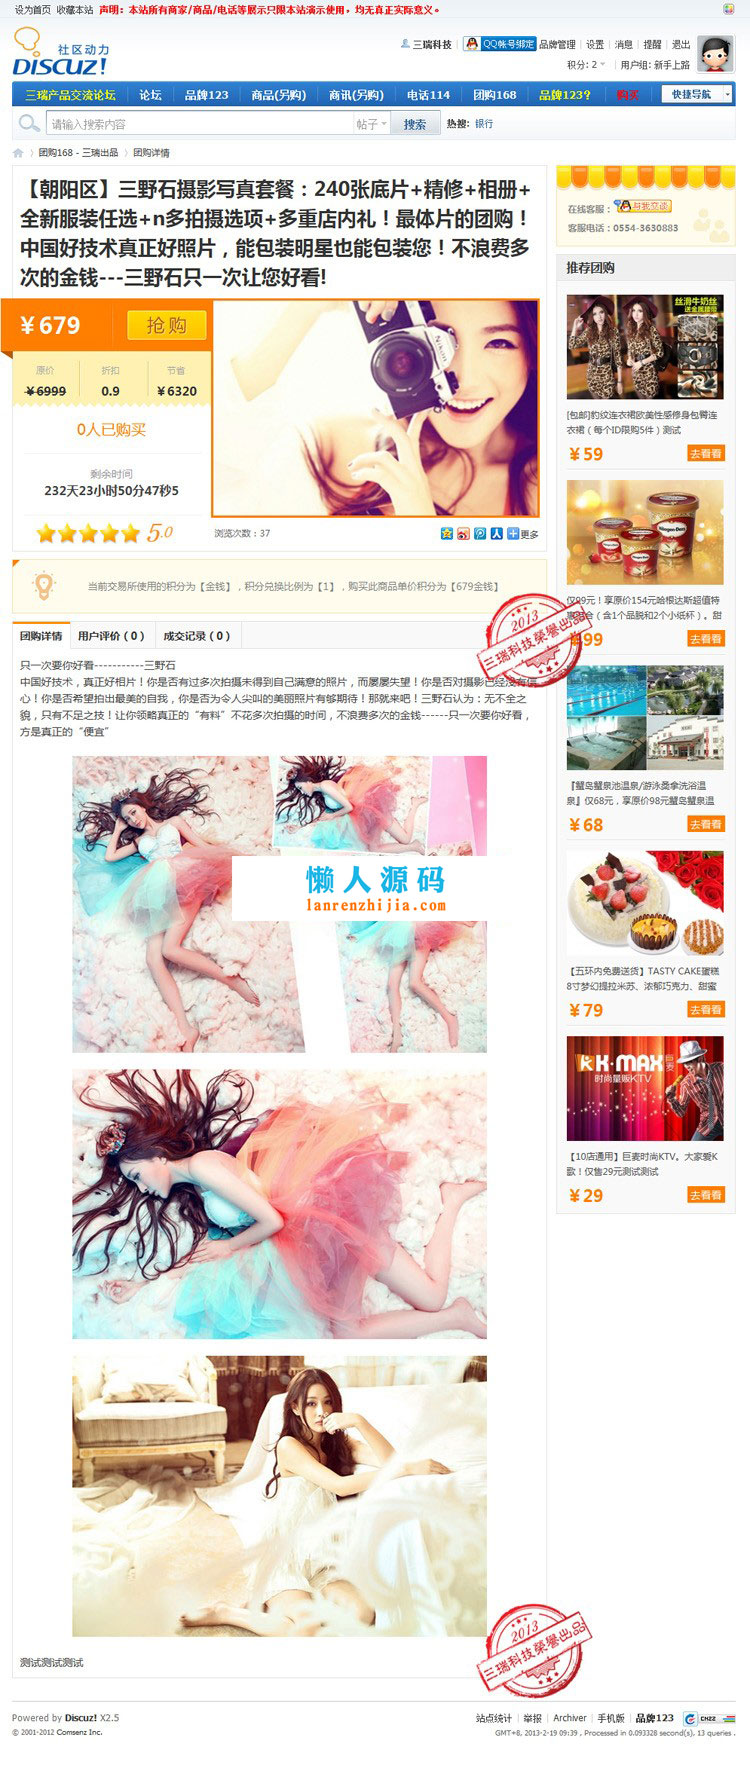 设为首页 收藏本站 声明：本站所有商家/商品/电话等展示只限本站演示使用，均无真正实际意义。
社区动力
DISCUZ!
三瑞科技 QQ帐号绑定 品牌管理 设置 消息 提醒 退出
积分: 2 用户组: 新手上路
三瑞产品交流论坛 论坛 品牌123 商品(另购) 商讯(另购) 电话114 团购168 品牌123? 购买 快捷导航
请输入搜索内容 帖子 搜索 热搜: 银行
团购168 - 三瑞出品 团购详情
【朝阳区】三野石摄影写真套餐：240张底片+精修+相册+
全新服装任选+n多拍摄选项+多重店内礼！最体片的团购！
中国好技术真正好照片，能包装明星也能包装您！不浪费多
次的金钱---三野石只一次让您好看!
¥679 抢购
原价 折扣 节省
¥6999 0.9 ¥6320
0人已购买
剩余时间
232天23小时50分47秒5
5.0
Nikon
浏览次数：37 更多
当前交易所使用的积分为【金钱】，积分兑换比例为【1】，购买此商品单价积分为【679金钱】
团购详情 用户评价（0） 成交记录（0）
2013
三瑞科技荣誉出品
只一次要你好看-----------三野石
中国好技术，真正好相片！你是否有过多次拍摄未得到自己满意的照片，而屡屡失望！你是否对摄影已经没有信
心！你是否希望拍出最美的自我，你是否为令人尖叫的美丽照片有够期待！那就来吧！三野石认为：无不全之
貌，只有不足之技！让你领略真正的“有料”不花多次拍摄的时间，不浪费多次的金钱------只一次要你好看，
方是真正的“便宜”
懒人源码
lanrenzhijia.com
测试测试测试
2013
三瑞科技荣誉出品
在线客服： 与我交谈
客服电话：0554-3630883
推荐团购
丝滑牛奶丝
送金属腰链
[包邮]豹纹连衣裙欧美性感修身包臀连
衣裙（每个ID限购5件）测试
¥59 去看看
仅99元！享原价154元哈根达斯超值特
惠组合（含1个品脱和2个小纸杯）。甜
¥99 去看看
『蟹岛蟹泉池温泉/游泳桑拿洗浴温
泉』仅68元，享原价98元蟹岛蟹泉温
¥68 去看看
【五环内免费送货】TASTY CAKE蛋糕
8寸梦幻提拉米苏、浓郁巧克力、甜蜜
¥79 去看看
K·MAX 巨麦
时尚量贩KTV
【10店通用】巨麦时尚KTV。大家爱K
歌！仅售29元测试测试
¥29 去看看
Powered by Discuz! X2.5
© 2001-2012 Comsenz Inc.
站点统计 | 举报 | Archiver | 手机版 | 品牌123 CNZZ
GMT+8, 2013-2-19 09:39 , Processed in 0.093328 second(s), 13 queries .